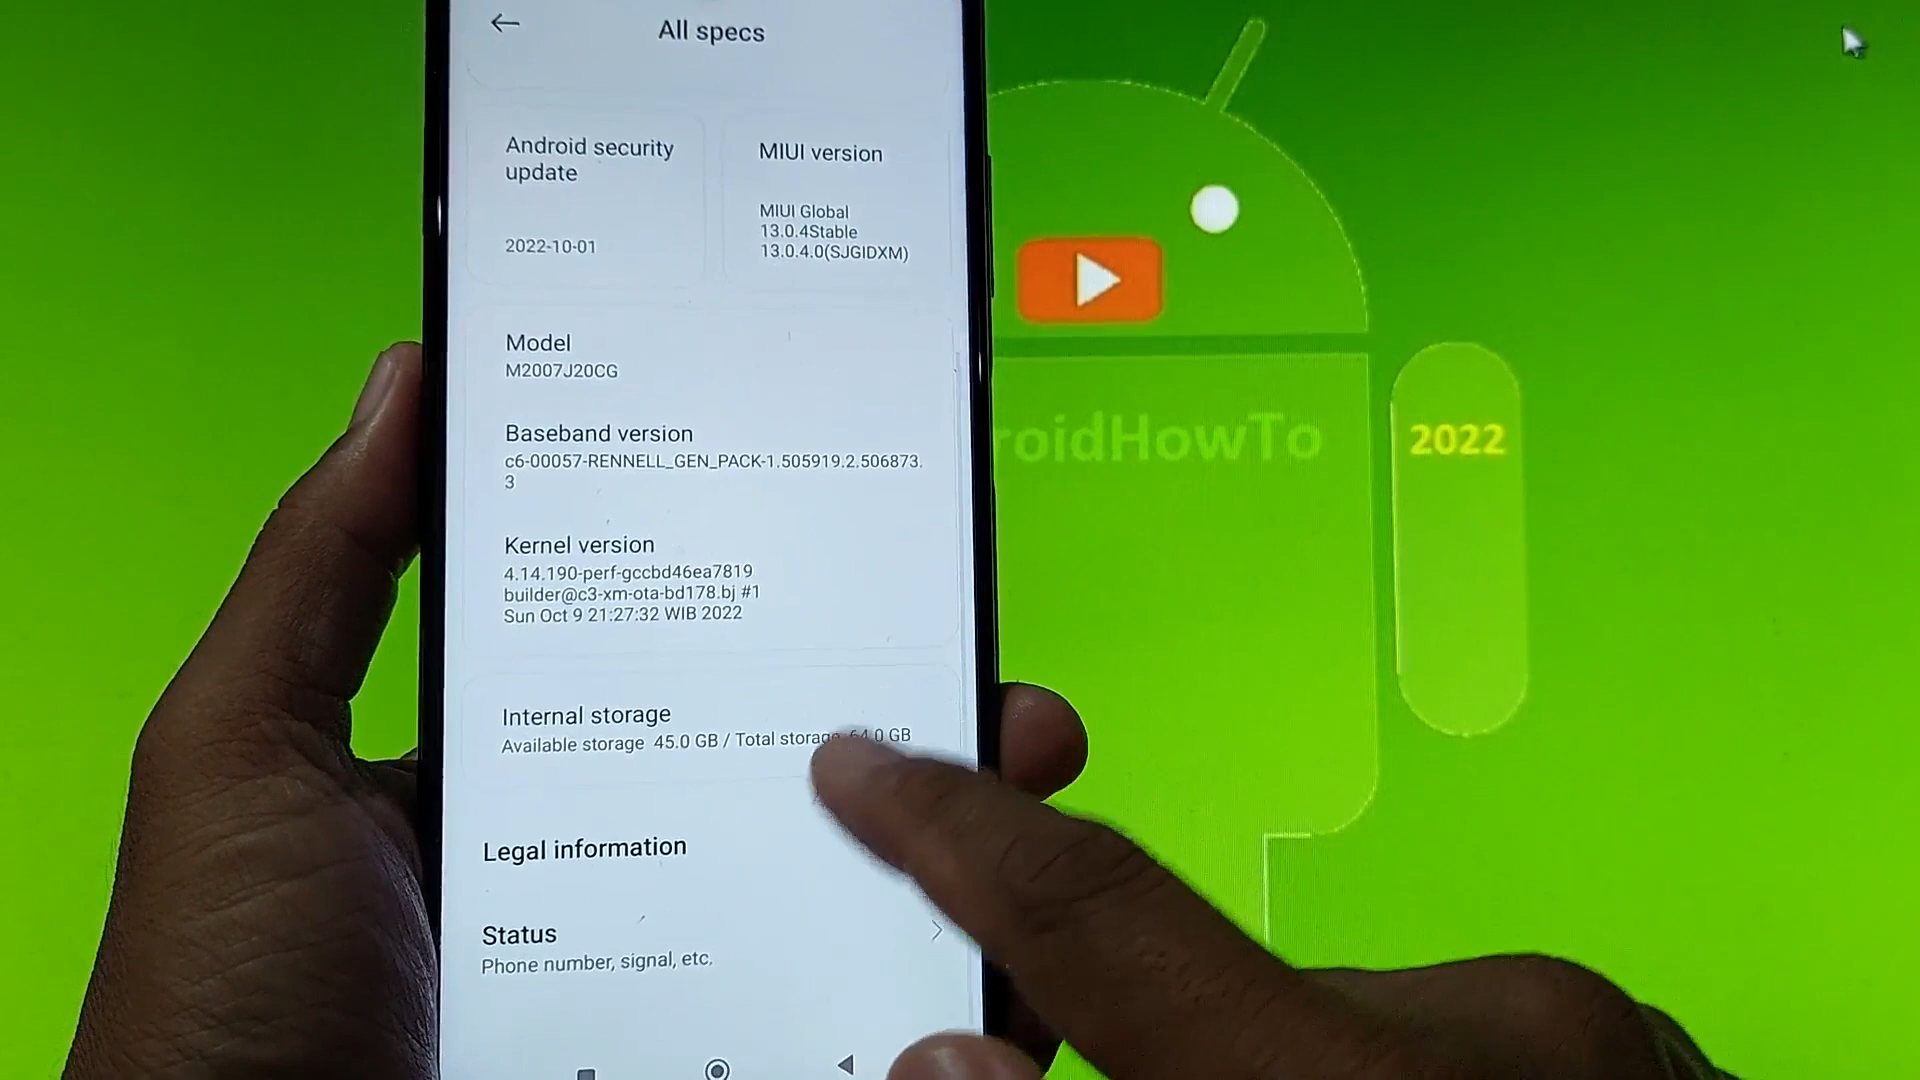 All specs
Android security
update
2022-10-01
MIUI version
MIUI Global
13.0.4Stable
13.0.4.0(SJGIDXM)
Model
M2007J20CG
Baseband version
c6-00057-RENNELL_GEN_PACK-1.505919.2.506873.
3
Kernel version
4.14.190-perf-gccbd46ea7819
builder@c3-xm-ota-bd178.bj #1
Sun Oct 9 21:27:32 WIB 2022
Internal storage
Available storage 45.0 GB / Total storage 64.0 GB
Legal information
Status
Phone number, signal, etc.
roidHowTo
2022